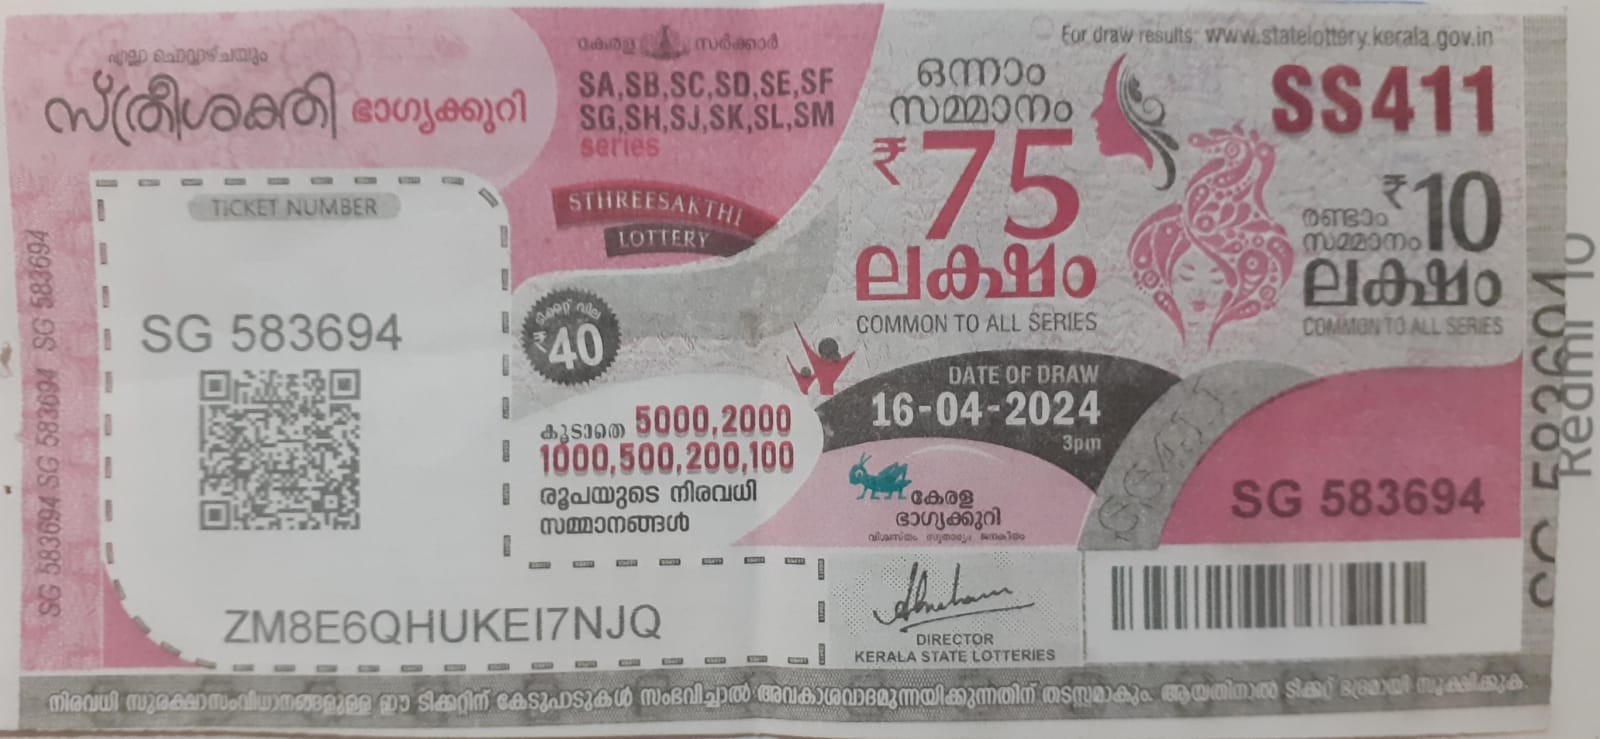 എല്ലാ ചൊവ്വാഴ്ചയും
സ്ത്രീശക്തി ഭാഗ്യക്കുറി
കേരള സർക്കാർ
SA,SB,SC,SD,SE,SF
SG,SH,SJ,SK,SL,SM
series
STHREESAKTHI
LOTTERY
For draw results: www.statelottery.kerala.gov.in
ഒന്നാം
സമ്മാനം
₹75
ലക്ഷം
COMMON TO ALL SERIES
SS411
രണ്ടാം
സമ്മാനം
₹10
ലക്ഷം
COMMON TO ALL SERIES
TICKET NUMBER
SG 583694
ZM8E6QHUKEI7NJQ
ടിക്കറ്റ് വില
₹40
കൂടാതെ 5000,2000
1000,500,200,100
രൂപയുടെ നിരവധി
സമ്മാനങ്ങൾ
DATE OF DRAW
16-04-2024
3pm
കേരള
ഭാഗ്യക്കുറി
വിശ്വസ്തം സുതാര്യം ജനകീയം
SG 583694
DIRECTOR
KERALA STATE LOTTERIES
SG 583694 SG 583694 SG 583694 SG 583694
SG 583694
Redmi 10
നിരവധി സുരക്ഷാസംവിധാനങ്ങളുള്ള ഈ ടിക്കറ്റിന് കേടുപാടുകൾ സംഭവിച്ചാൽ അവകാശവാദമുന്നയിക്കുന്നതിന് തടസ്സമാകും. ആയതിനാൽ ടിക്കറ്റ് ഭദ്രമായി സൂക്ഷിക്കുക